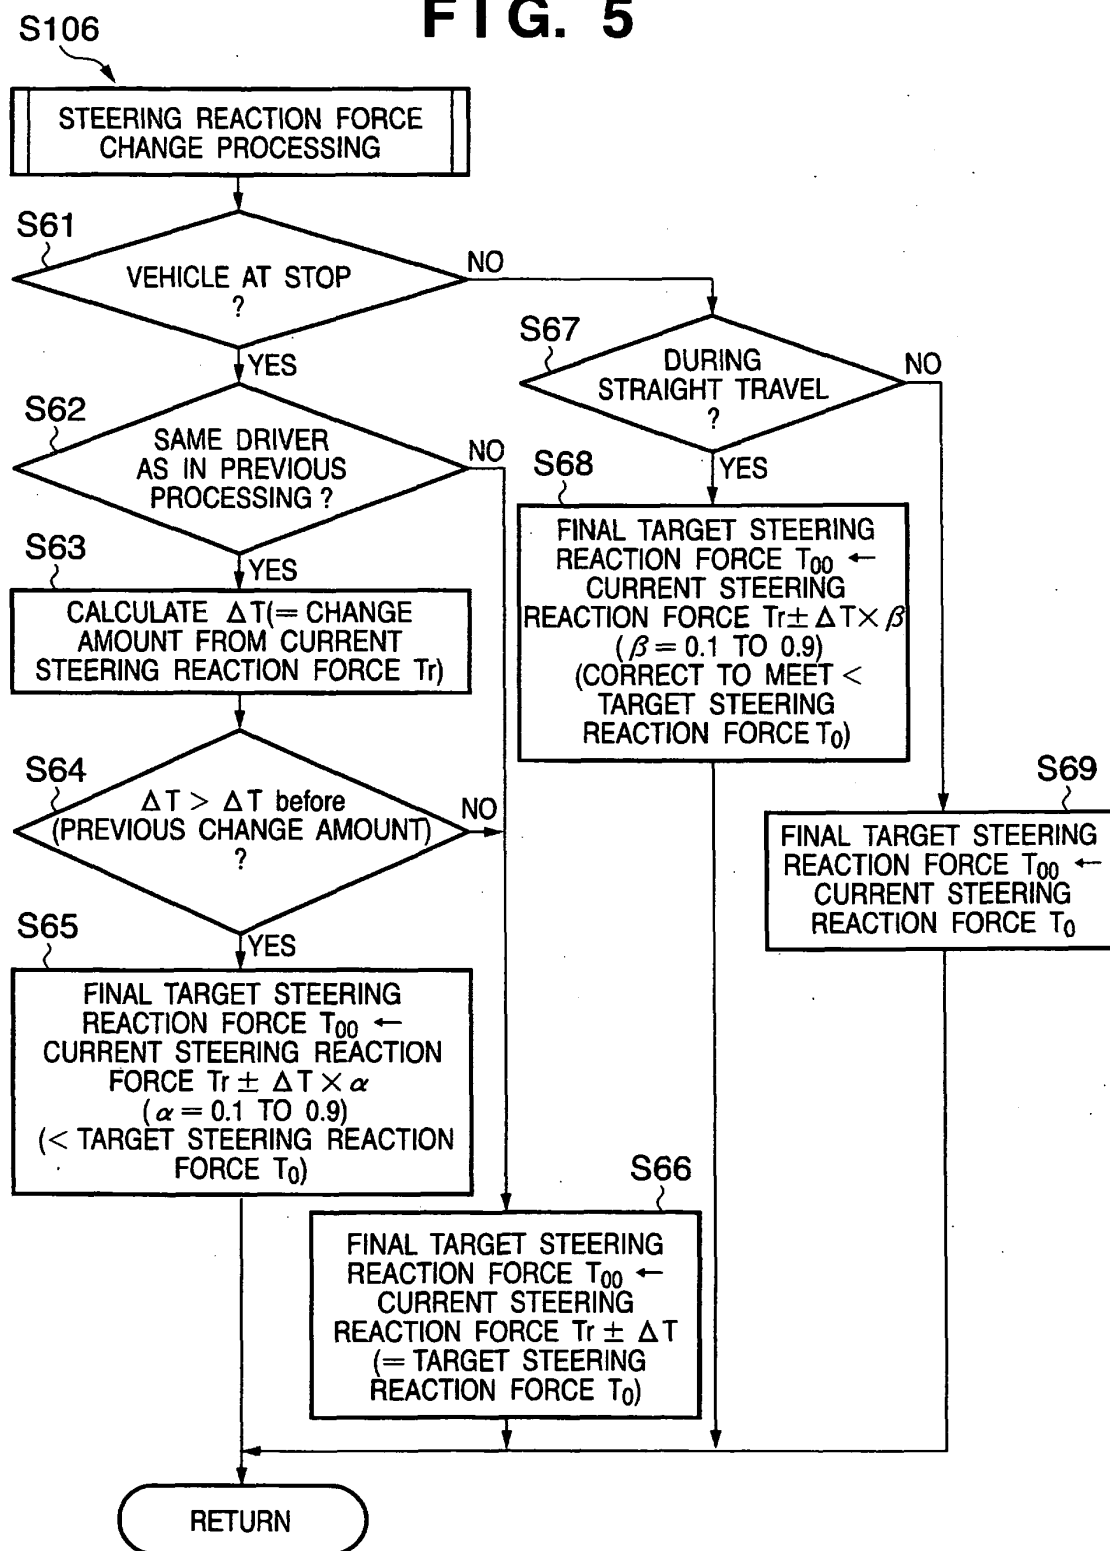 FIG. 5
S106
STEERING REACTION FORCE
CHANGE PROCESSING
S61
VEHICLE AT STOP
?
NO
YES
S62
SAME DRIVER
AS IN PREVIOUS
PROCESSING ?
NO
YES
S63
CALCULATE ΔT(= CHANGE
AMOUNT FROM CURRENT
STEERING REACTION FORCE Tr)
S64
ΔT > ΔT before
(PREVIOUS CHANGE AMOUNT)
?
NO
YES
S65
FINAL TARGET STEERING
REACTION FORCE T00 ←
CURRENT STEERING REACTION
FORCE Tr ± ΔT × α
(α = 0.1 TO 0.9)
(< TARGET STEERING REACTION
FORCE T0)
S66
FINAL TARGET STEERING
REACTION FORCE T00 ←
CURRENT STEERING
REACTION FORCE Tr ± ΔT
(= TARGET STEERING
REACTION FORCE T0)
S67
DURING
STRAIGHT TRAVEL
?
NO
YES
S68
FINAL TARGET STEERING
REACTION FORCE T00 ←
CURRENT STEERING
REACTION FORCE Tr± ΔT× β
(β = 0.1 TO 0.9)
(CORRECT TO MEET <
TARGET STEERING
REACTION FORCE T0)
S69
FINAL TARGET STEERING
REACTION FORCE T00 ←
CURRENT STEERING
REACTION FORCE T0
RETURN